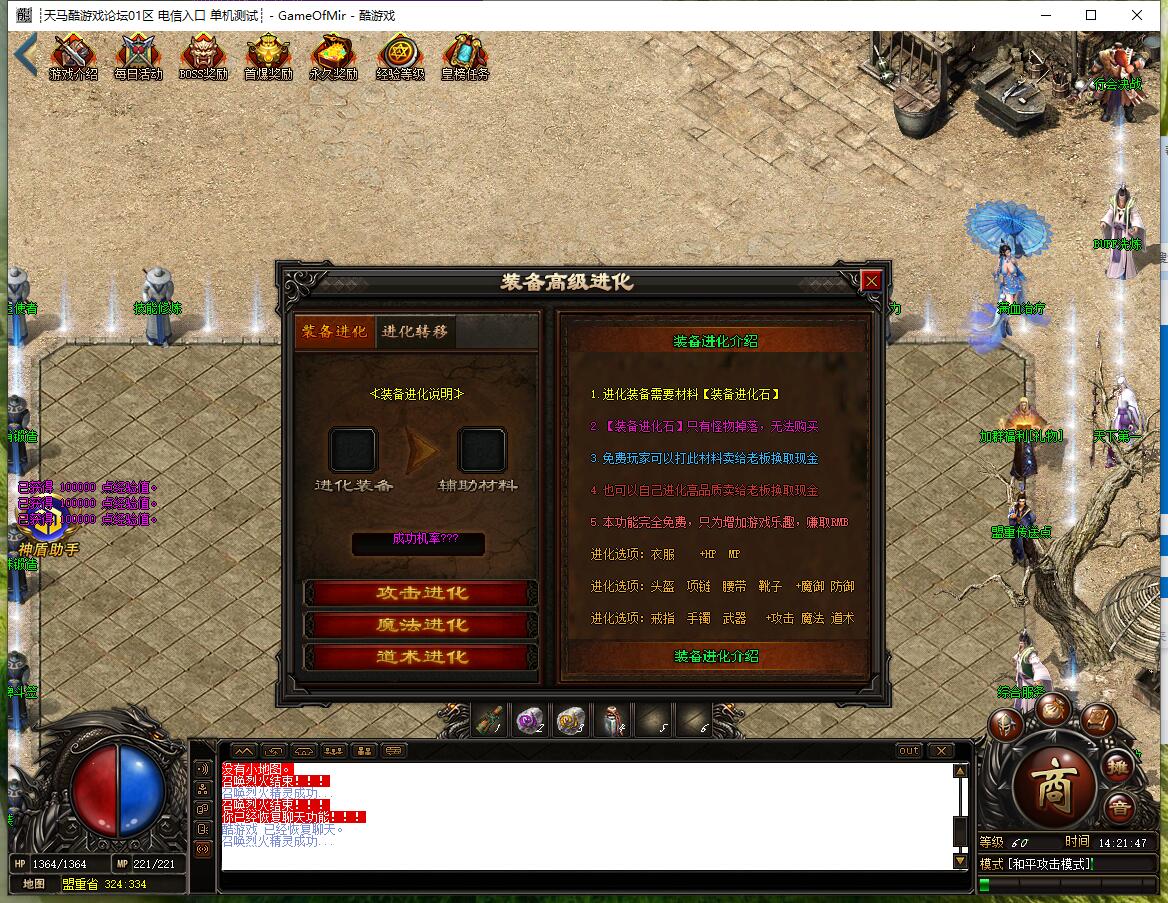 天马酷游戏论坛01区 电信入口 单机测试 - GameOfMir - 酷游戏
游戏介绍 每日活动 BOSS奖励 首爆奖励 永久奖励 经验等级 皇榜任务
行会决战
技能修炼
满血治疗
加群福利[礼物]
天下第一
盟重传送点
综合服务
已获得 100000 点经验值。
已获得 100000 点经验值。
已获得 100000 点经验值。
神盾助手
装备高级进化
装备进化 进化转移
<装备进化说明>
进化装备 辅助材料
成功机率???
攻击进化
魔法进化
道术进化
装备进化介绍
1.进化装备需要材料【装备进化石】
2 【装备进化石】只有怪物掉落，无法购买
3.免费玩家可以打此材料卖给老板换取现金
4.也可以自己进化高品质卖给老板换取现金
5.本功能完全免费，只为增加游戏乐趣，赚取RMB
进化选项: 衣服 +HP MP
进化选项: 头盔 项链 腰带 靴子 +魔御 防御
进化选项: 戒指 手镯 武器 +攻击 魔法 道术
装备进化介绍
1 2 3 4 5 6
out X
没有小地图。
召唤烈火结束！！！
召唤烈火精灵成功...
召唤烈火结束！！！
你已经恢复聊天功能！！！
酷游戏 已经恢复聊天。
召唤烈火精灵成功...
HP 1364/1364 MP 221/221
地图 盟重省 324:334
商
摊
音
等级 60 时间 14:21:47
模式 [和平攻击模式]